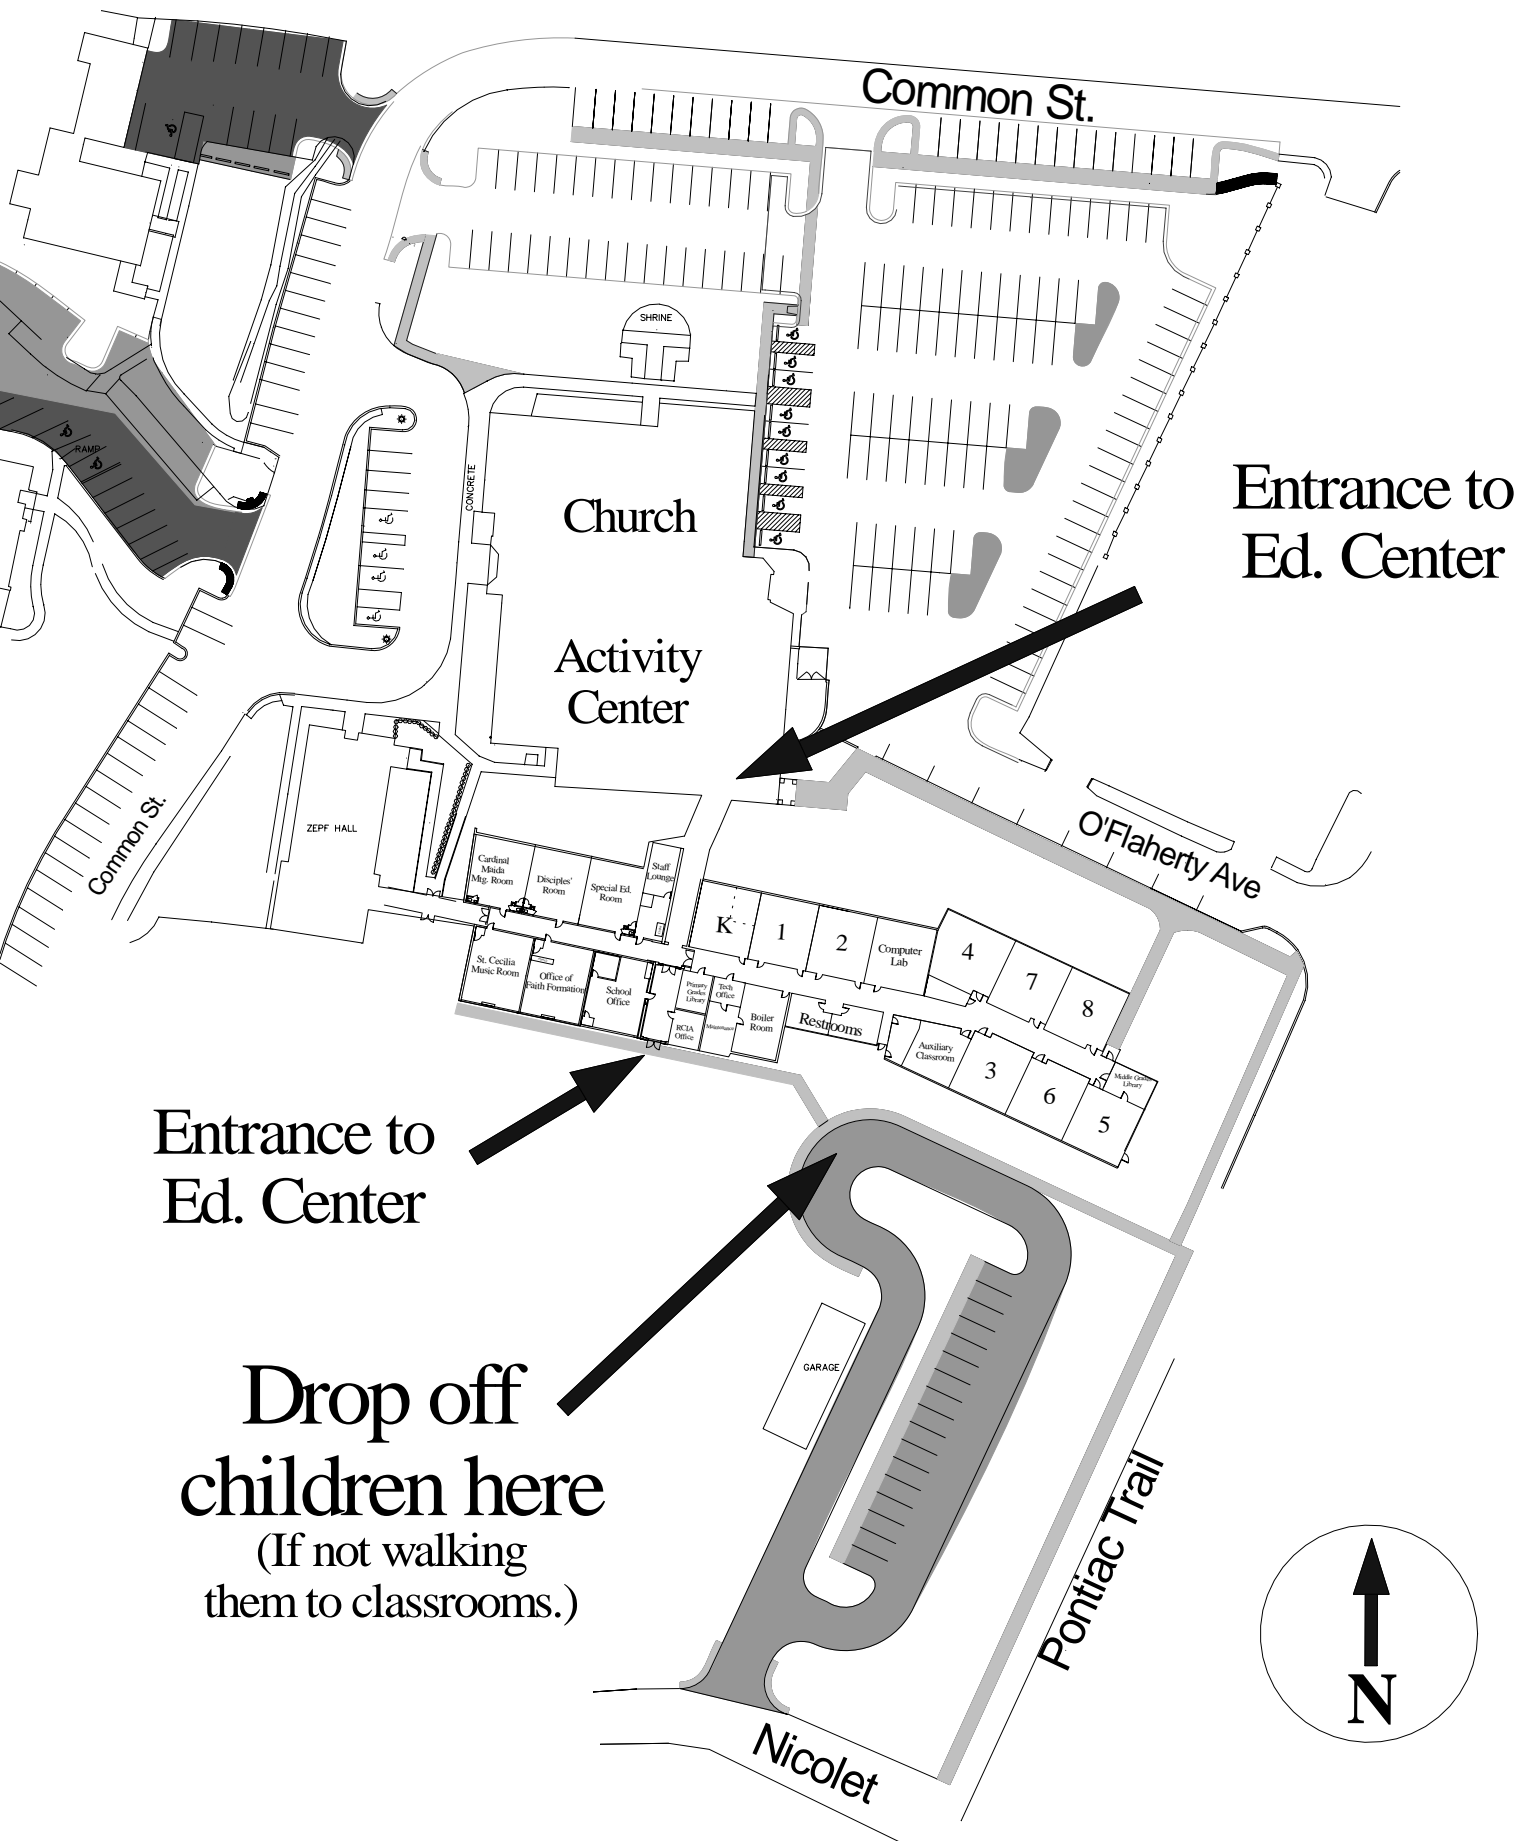 Common St.
SHRINE
RAMP
CONCRETE
Church
Entrance to
Ed. Center
Activity
Center
Common St.
ZEPF HALL
O'Flaherty Ave
Cardinal
Maida
Mtg. Room
Disciples'
Room
Special Ed.
Room
Staff
Lounge
K
1
2
Computer
Lab
4
7
8
St. Cecilia
Music Room
Office of
Faith Formation
School
Office
Primary
Grades
Library
Tech
Office
RCIA
Office
Maintenance
Boiler
Room
Restrooms
Auxiliary
Classroom
3
6
5
Middle Grades
Library
Entrance to
Ed. Center
GARAGE
Drop off
children here
(If not walking
them to classrooms.)
Pontiac Trail
Nicolet
N